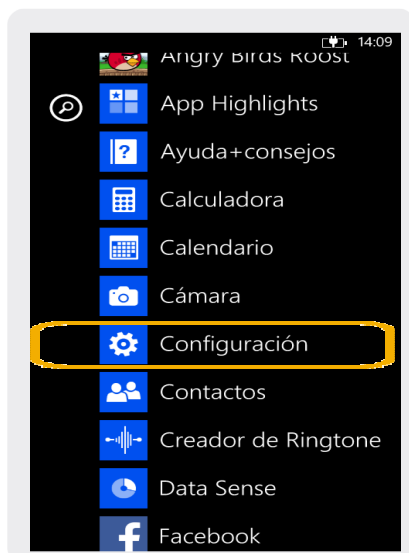 14:09
Angry Birds Roost
App Highlights
Ayuda+consejos
Calculadora
Calendario
Cámara
Configuración
Contactos
Creador de Ringtone
Data Sense
Facebook